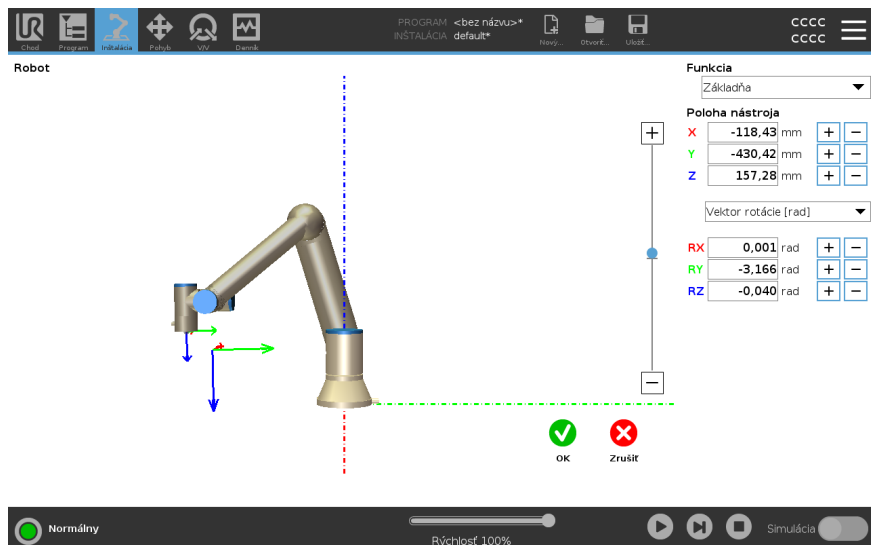 UR
Chod
Program
Inštalácia
Pohyb
V/V
Denník
PROGRAM <bez názvu>*
INŠTALÁCIA default*
Nový...
Otvoriť...
Uložiť...
CCCC
CCCC
Robot
Funkcia
Základňa
Poloha nástroja
X -118,43 mm + −
Y -430,42 mm + −
Z 157,28 mm + −
Vektor rotácie [rad]
RX 0,001 rad + −
RY -3,166 rad + −
RZ -0,040 rad + −
+
−
OK
Zrušiť
Normálny
Rýchlosť 100%
Simulácia